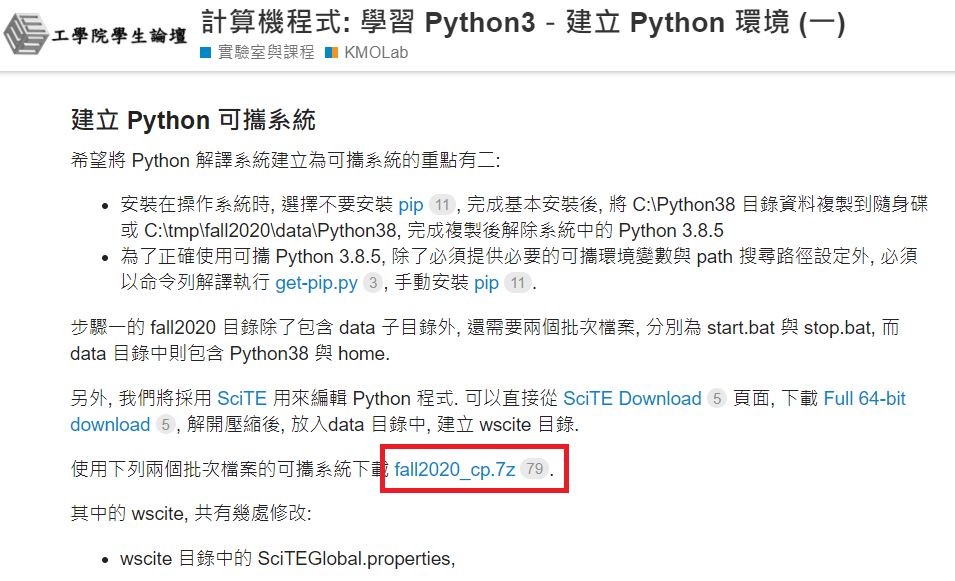 工學院學生論壇
計算機程式: 學習 Python3 - 建立 Python 環境 (一)
實驗室與課程 KMOLab
建立 Python 可攜系統
希望將 Python 解譯系統建立為可攜系統的重點有二:
• 安裝在操作系統時, 選擇不要安裝 pip 11 , 完成基本安裝後, 將 C:\Python38 目錄資料複製到隨身碟
或 C:\tmp\fall2020\data\Python38, 完成複製後解除系統中的 Python 3.8.5
• 為了正確使用可攜 Python 3.8.5, 除了必須提供必要的可攜環境變數與 path 搜尋路徑設定外, 必須
以命令列解譯執行 get-pip.py 3 , 手動安裝 pip 11 .
步驟一的 fall2020 目錄除了包含 data 子目錄外, 還需要兩個批次檔案, 分別為 start.bat 與 stop.bat, 而
data 目錄中則包含 Python38 與 home.
另外, 我們將採用 SciTE 用來編輯 Python 程式. 可以直接從 SciTE Download 5 頁面, 下載 Full 64-bit
download 5 , 解開壓縮後, 放入data 目錄中, 建立 wscite 目錄.
使用下列兩個批次檔案的可攜系統下載 fall2020_cp.7z 79 .
其中的 wscite, 共有幾處修改:
• wscite 目錄中的 SciTEGlobal.properties,